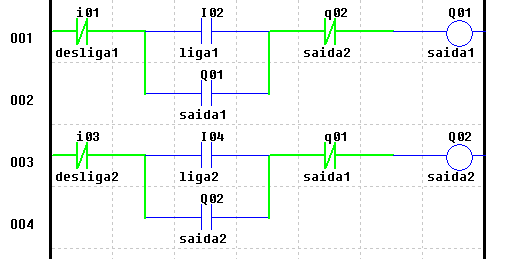 i01 I02 q02 Q01
001
desliga1 liga1 saida2 saida1
Q01
002
saida1
i03 I04 q01 Q02
003
desliga2 liga2 saida1 saida2
Q02
004
saida2